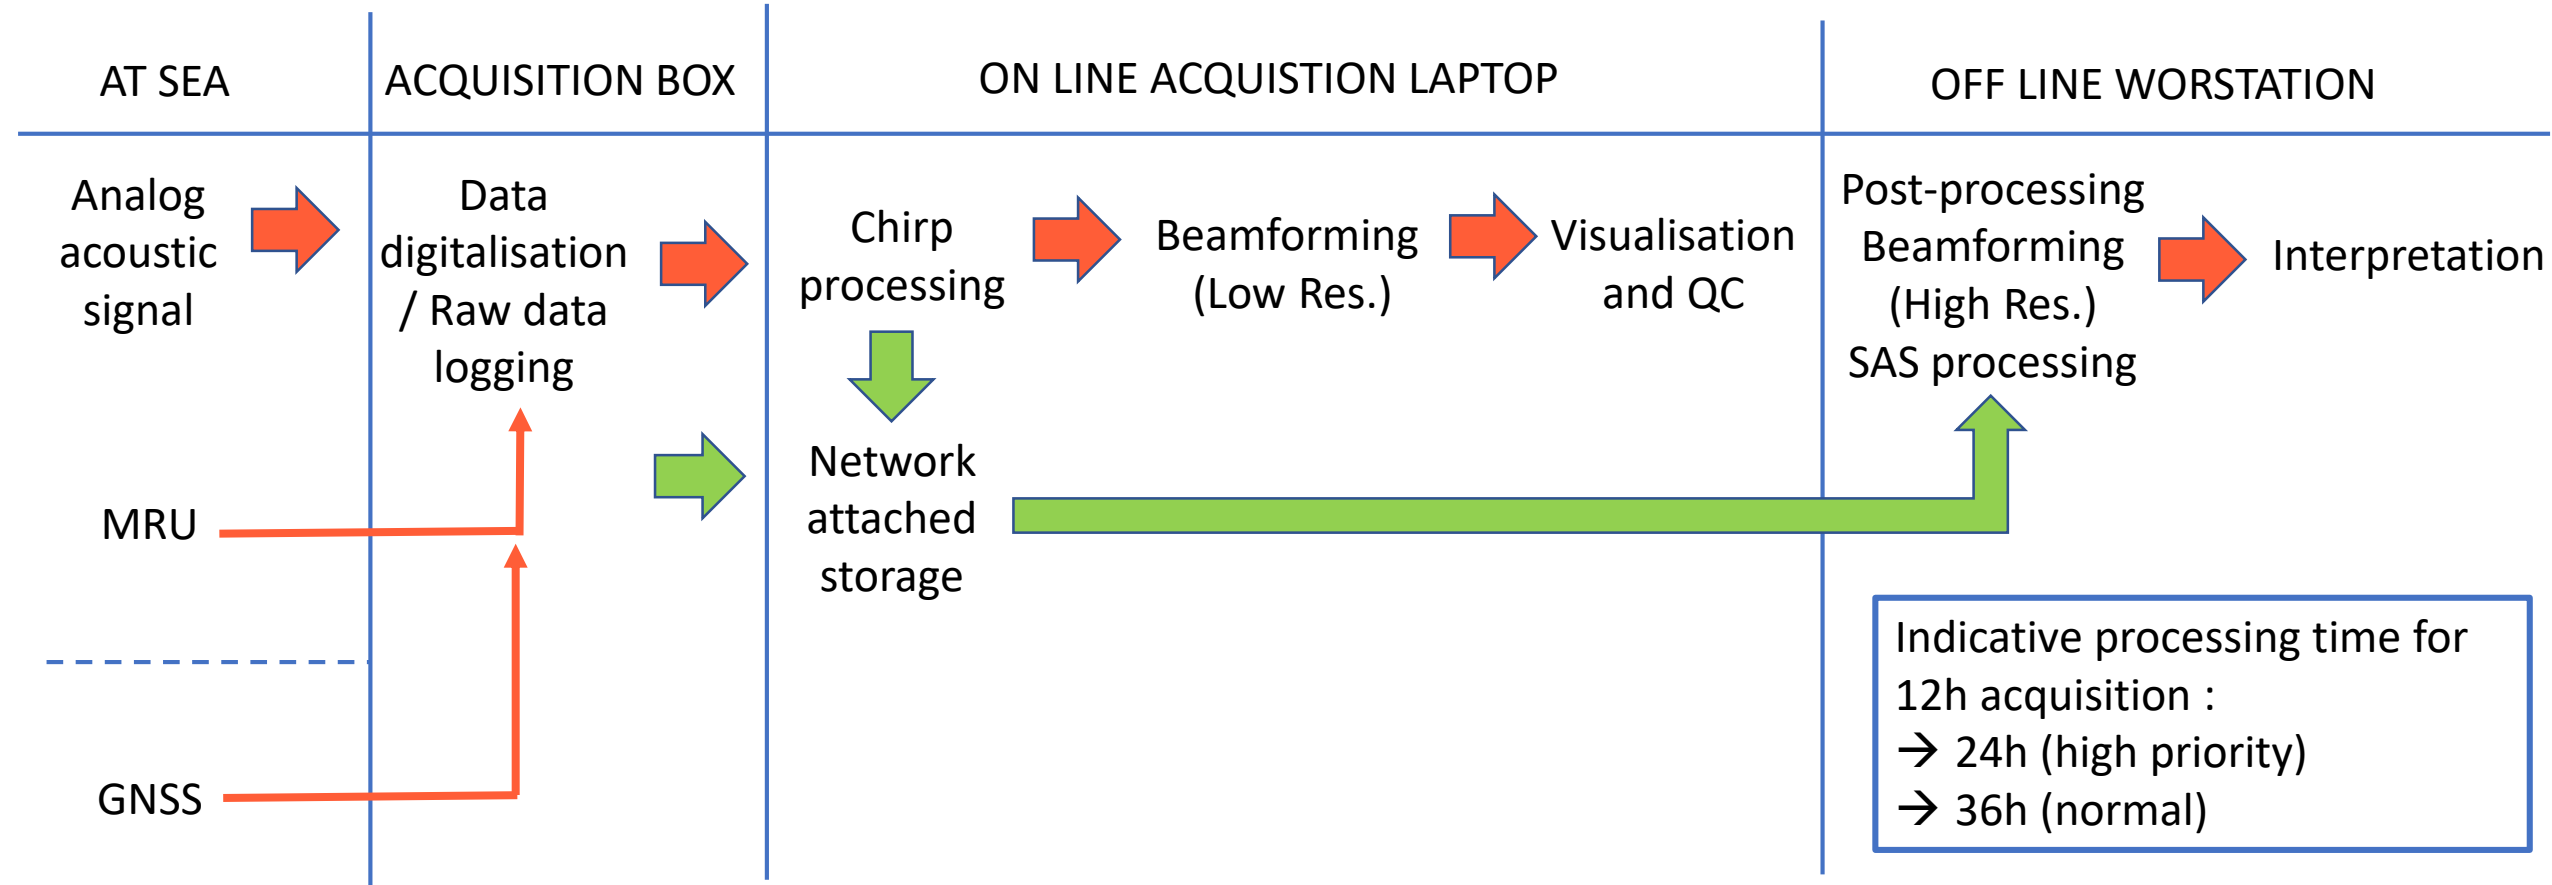 AT SEA
ACQUISITION BOX
ON LINE ACQUISTION LAPTOP
OFF LINE WORSTATION
Analog
acoustic
signal
Data
digitalisation
/ Raw data
logging
Chirp
processing
Beamforming
(Low Res.)
Visualisation
and QC
Post-processing
Beamforming
(High Res.)
SAS processing
Interpretation
MRU
Network
attached
storage
GNSS
Indicative processing time for
12h acquisition :
→ 24h (high priority)
→ 36h (normal)